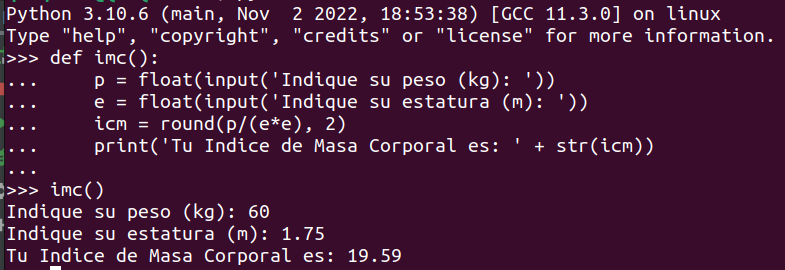 Python 3.10.6 (main, Nov  2 2022, 18:53:38) [GCC 11.3.0] on linux
Type "help", "copyright", "credits" or "license" for more information.
>>> def imc():
...     p = float(input('Indique su peso (kg): '))
...     e = float(input('Indique su estatura (m): '))
...     icm = round(p/(e*e), 2)
...     print('Tu Indice de Masa Corporal es: ' + str(icm))
...
>>> imc()
Indique su peso (kg): 60
Indique su estatura (m): 1.75
Tu Indice de Masa Corporal es: 19.59